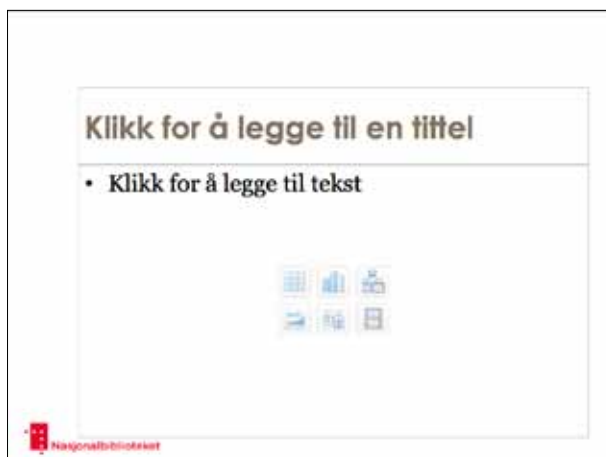 Klikk for å legge til en tittel
• Klikk for å legge til tekst
Nasjonalbiblioteket